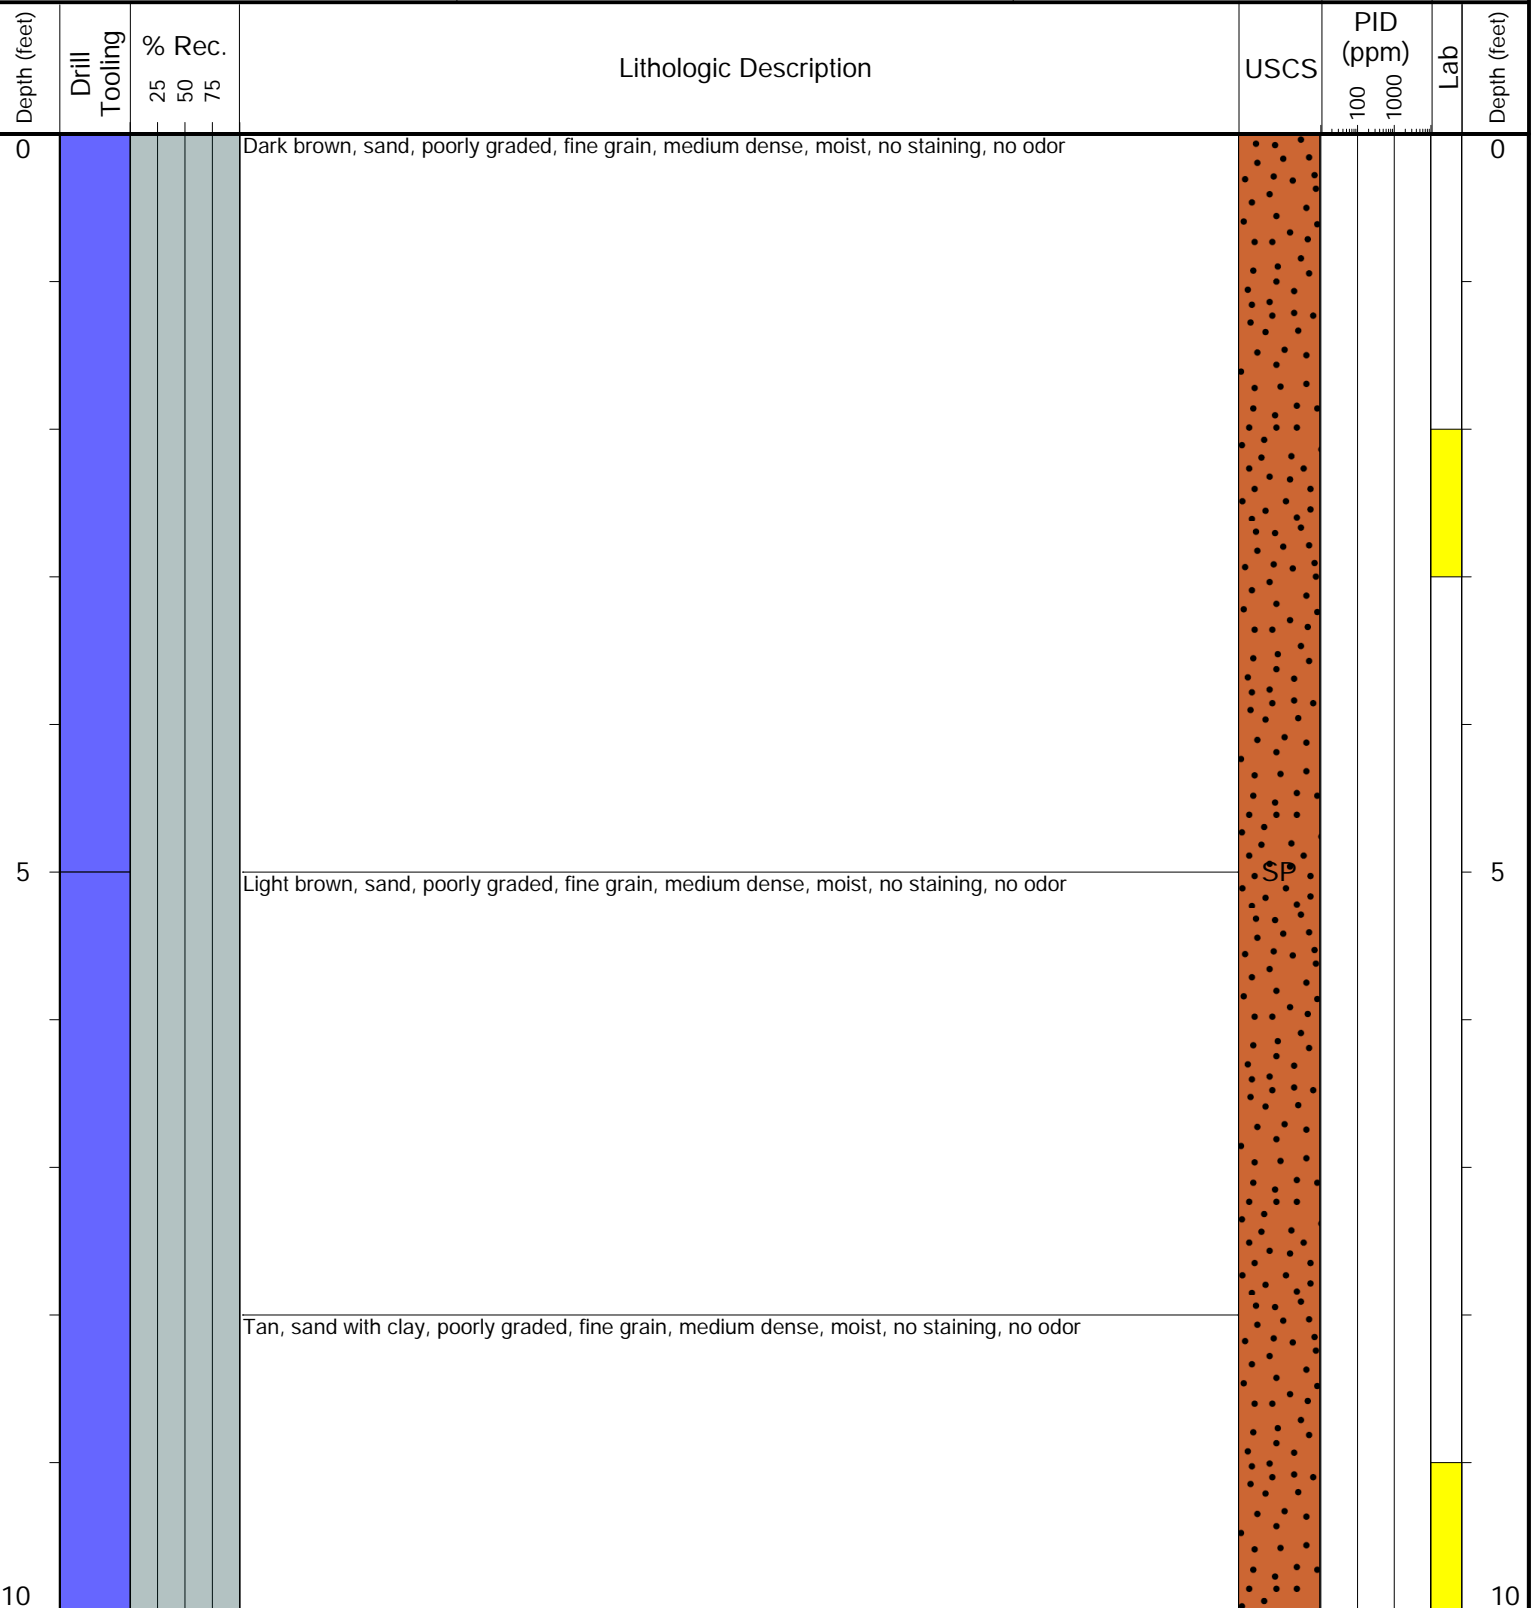 Depth (feet)
Drill
Tooling
% Rec.
25 50 75
Lithologic Description
USCS
PID
(ppm)
100 1000
Lab
Depth (feet)
0
Dark brown, sand, poorly graded, fine grain, medium dense, moist, no staining, no odor
0
5
Light brown, sand, poorly graded, fine grain, medium dense, moist, no staining, no odor
SP
5
Tan, sand with clay, poorly graded, fine grain, medium dense, moist, no staining, no odor
10
10